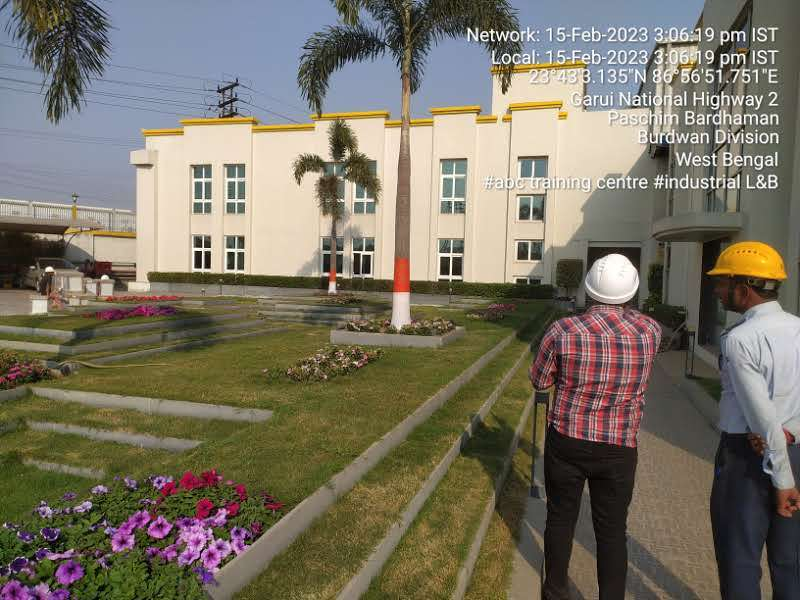 Network: 15-Feb-2023 3:06:19 pm IST
Local: 15-Feb-2023 3:06:19 pm IST
23°43'3.135"N 86°56'51.751"E
Garui National Highway 2
Paschim Bardhaman
Burdwan Division
West Bengal
#abc training centre #industrial L&B